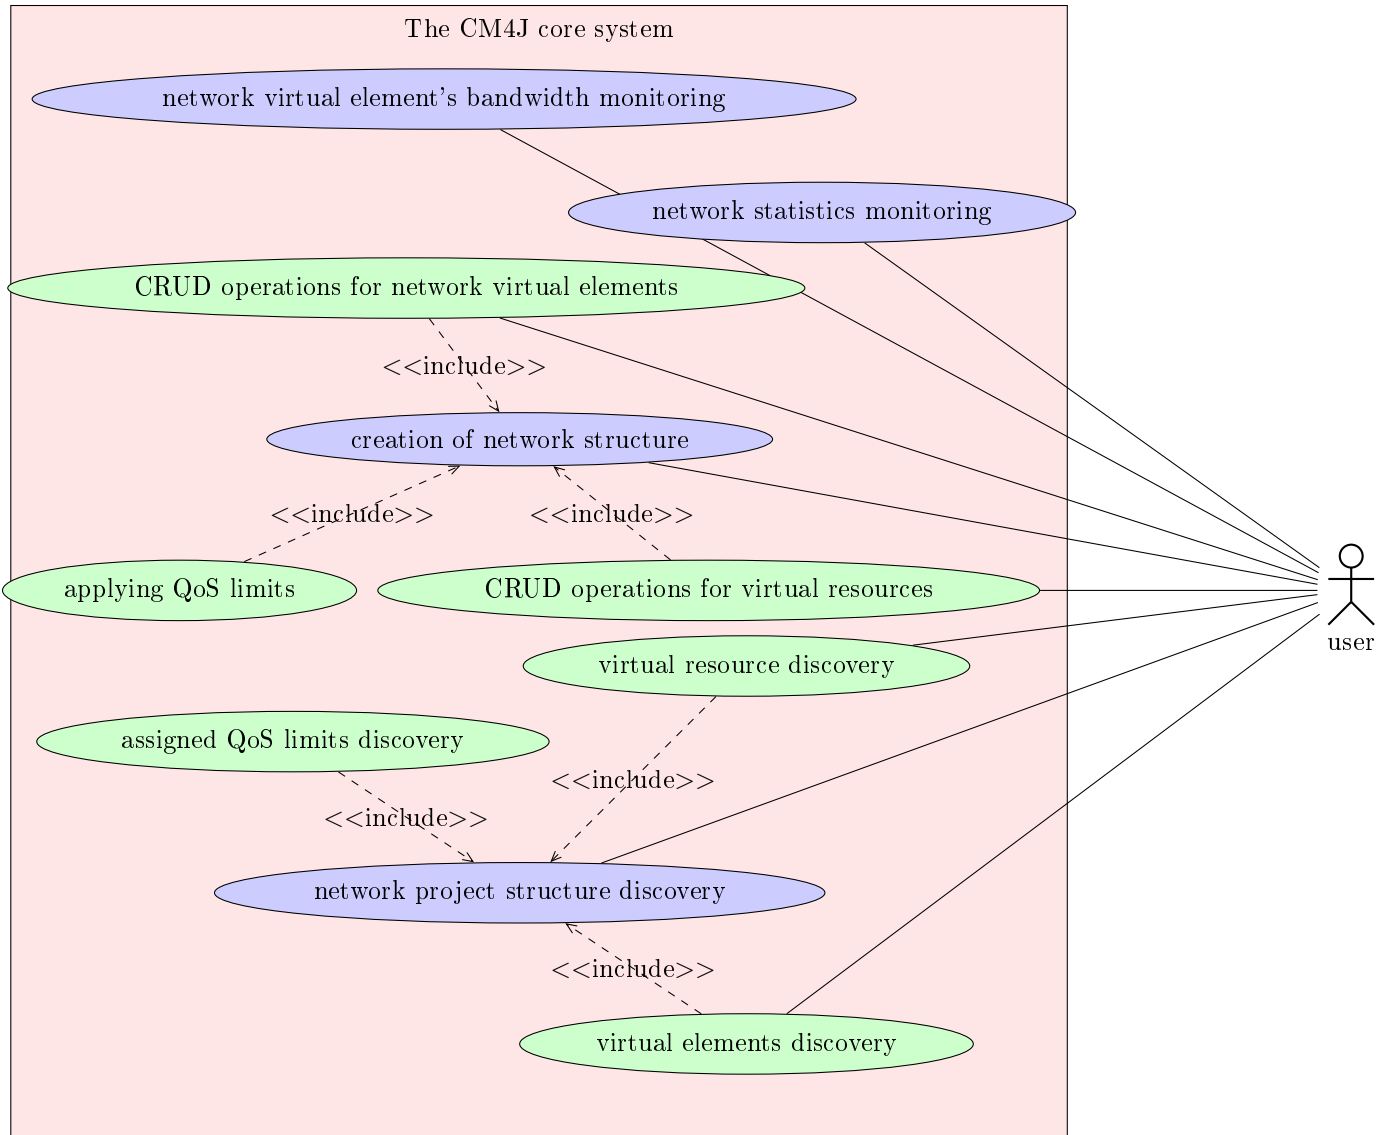 The CM4J core system
network virtual element's bandwidth monitoring
network statistics monitoring
CRUD operations for network virtual elements
<<include>>
creation of network structure
<<include>>
<<include>>
applying QoS limits
CRUD operations for virtual resources
user
virtual resource discovery
assigned QoS limits discovery
<<include>>
<<include>>
network project structure discovery
<<include>>
virtual elements discovery